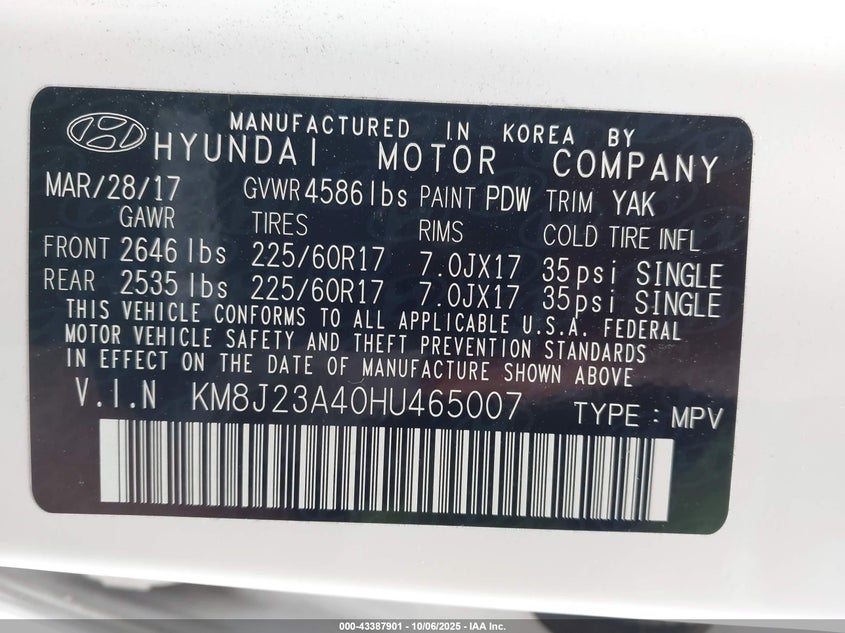 MANUFACTURED IN KOREA BY
HYUNDAI MOTOR COMPANY
MAR/28/17 GVWR 4586 lbs PAINT PDW TRIM YAK
GAWR TIRES RIMS COLD TIRE INFL
FRONT 2646 lbs 225/60R17 7.0JX17 35psi SINGLE
REAR 2535 lbs 225/60R17 7.0JX17 35psi SINGLE
THIS VEHICLE CONFORMS TO ALL APPLICABLE U.S.A. FEDERAL
MOTOR VEHICLE SAFETY AND THEFT PREVENTION STANDARDS
IN EFFECT ON THE DATE OF MANUFACTURE SHOWN ABOVE
V.I.N KM8J23A40HU465007 TYPE : MPV
000-43387901 - 10/06/2025 - IAA Inc.